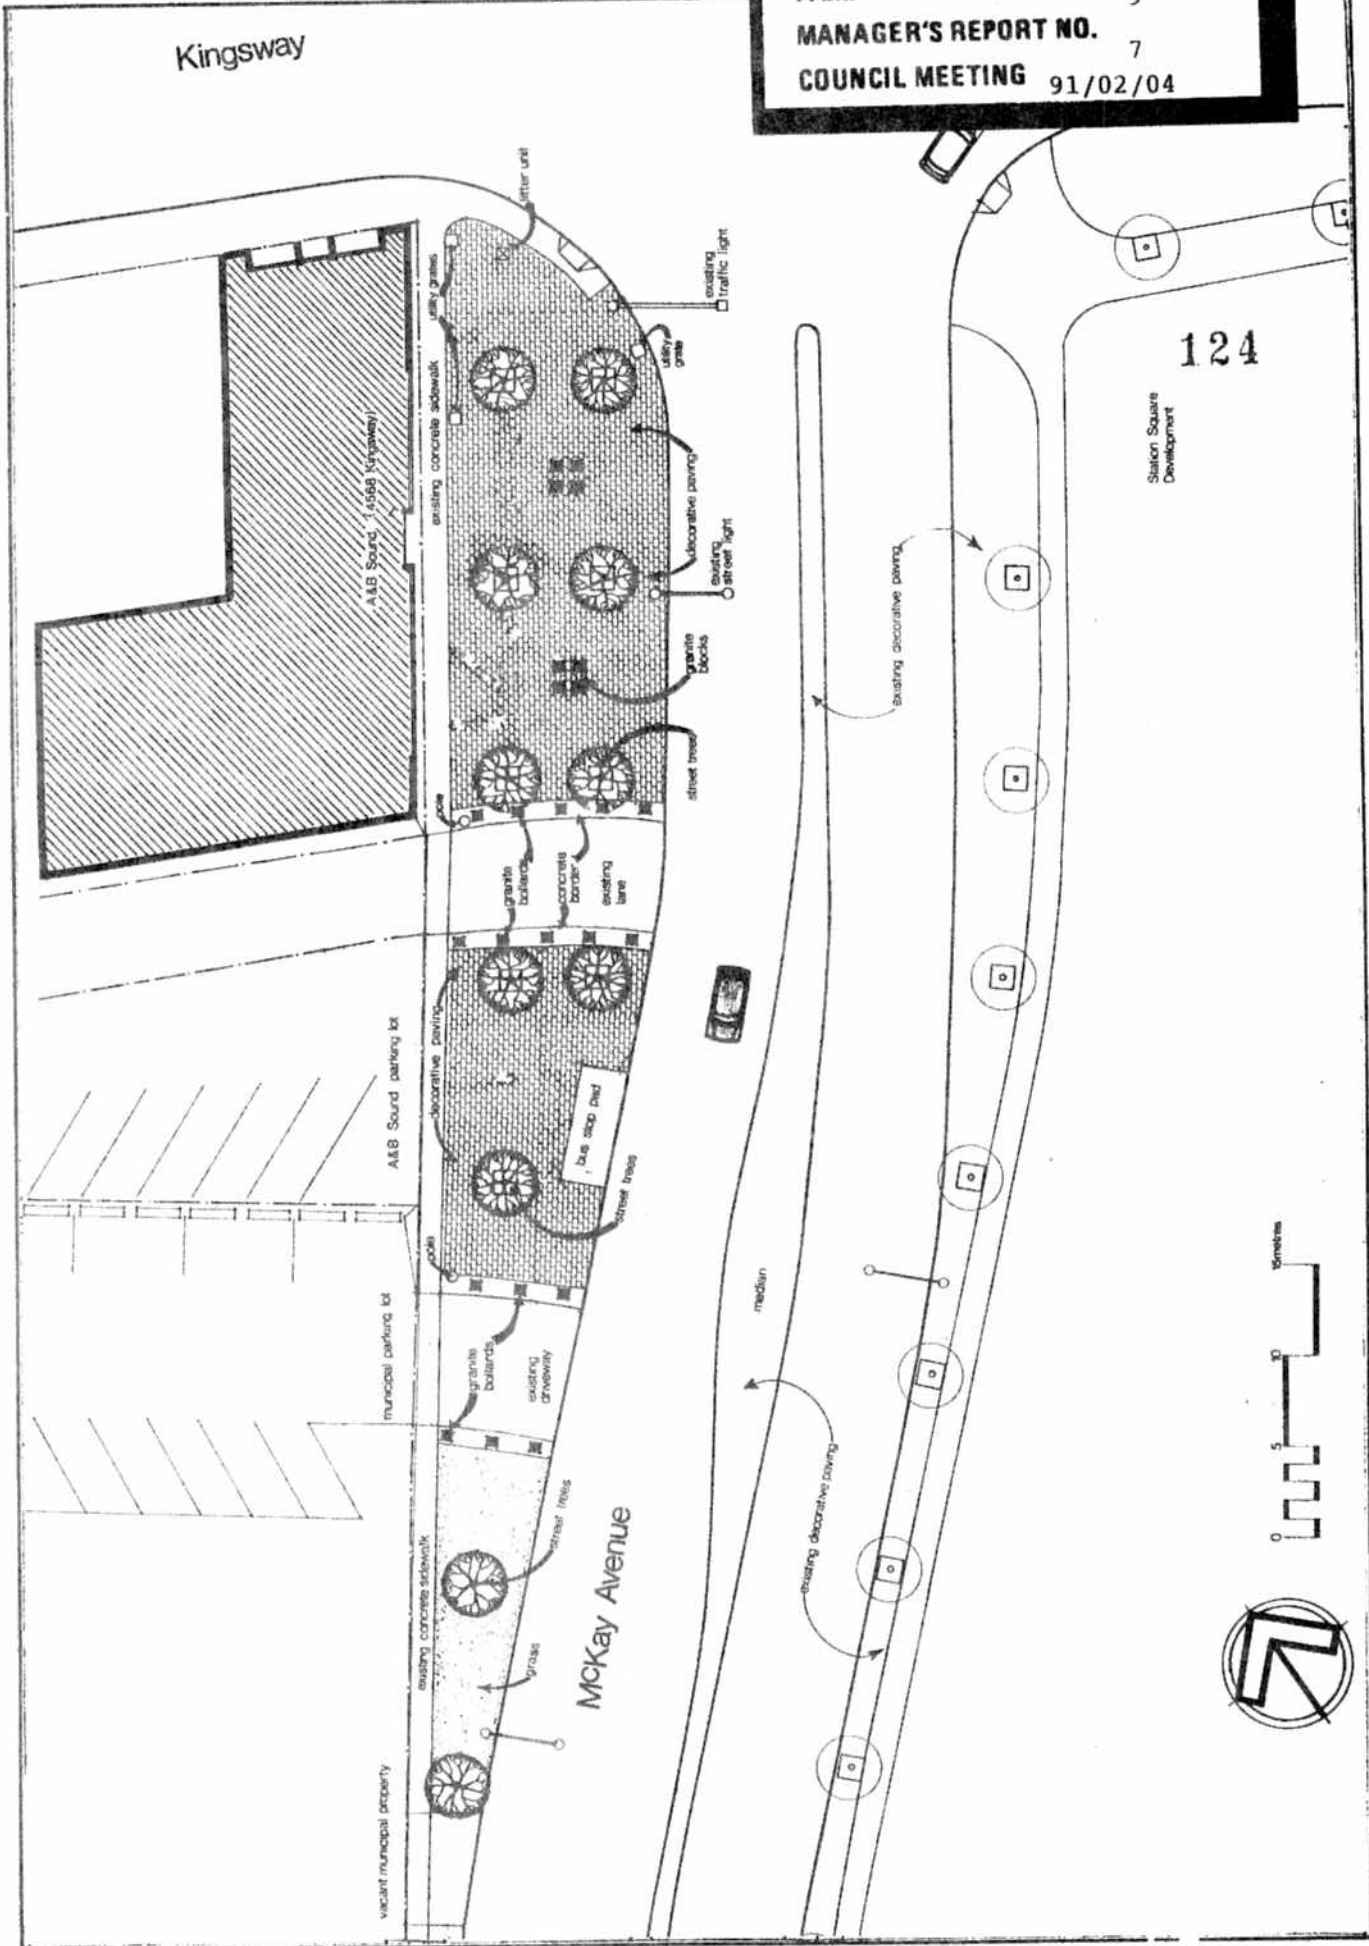 MANAGER'S REPORT NO. 7
COUNCIL MEETING 91/02/04
Kingsway
124
Station Square
Development
litter unit
utility grates
existing
traffic light
utility
grate
existing concrete sidewalk
A&B Sound (4568 Kingsway)
decorative paving
existing
street light
granite
blocks
street trees
existing decorative paving
pole
granite
bollards
concrete
border
existing
lane
decorative paving
A&B Sound parking lot
bus stop pad
street trees
pole
municipal parking lot
granite
bollards
existing
driveway
median
existing decorative paving
street trees
existing concrete sidewalk
grass
McKay Avenue
vacant municipal property
0 5 10 15metres